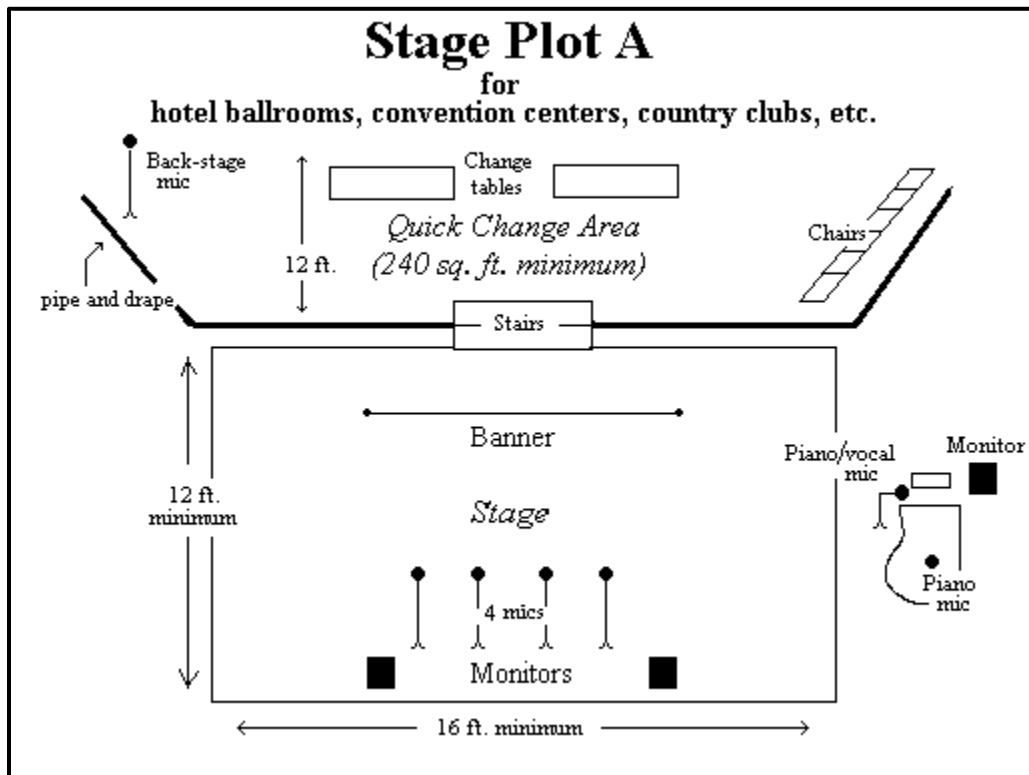 Stage Plot A
for
hotel ballrooms, convention centers, country clubs, etc.
Back-stage
mic
Change
tables
Quick Change Area
(240 sq. ft. minimum)
12 ft.
Chairs
pipe and drape
Stairs
Banner
Piano/vocal
mic
Monitor
12 ft.
minimum
Stage
4 mics
Piano
mic
Monitors
16 ft. minimum